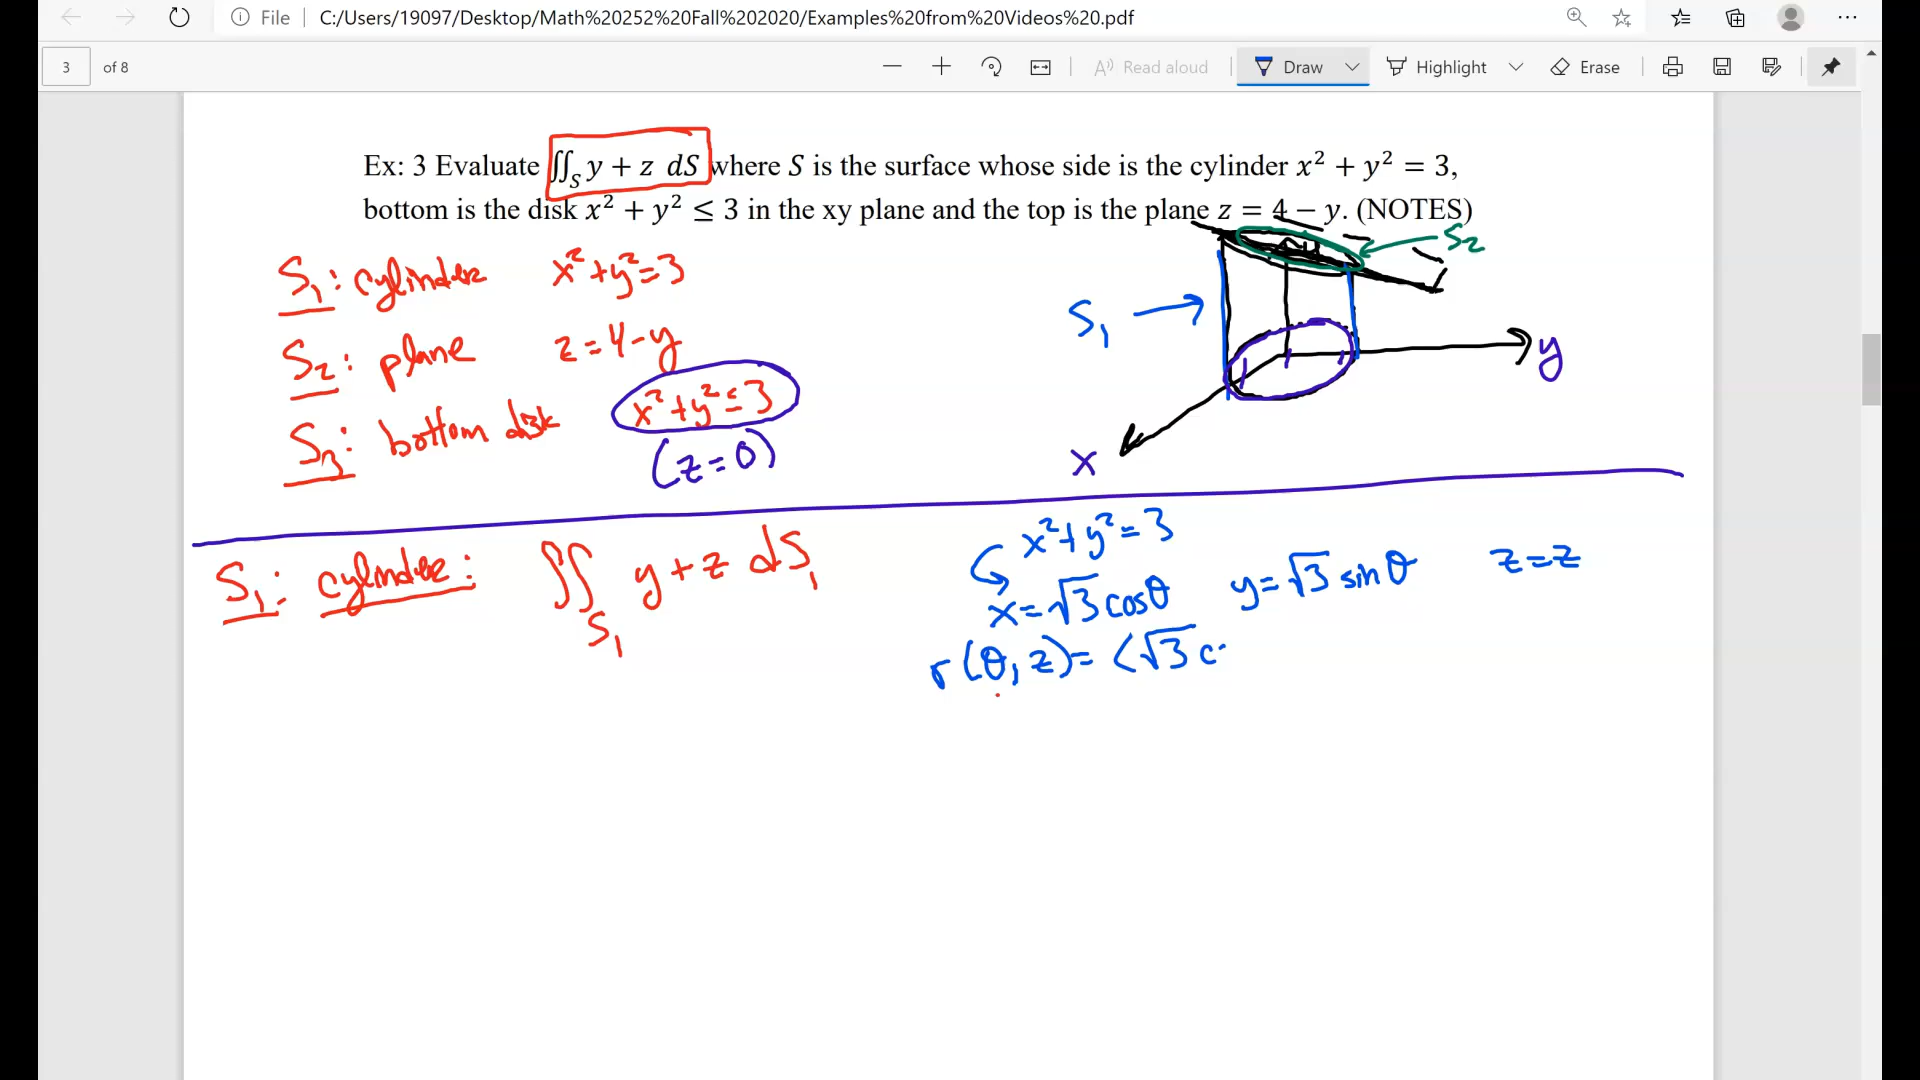 File C:/Users/19097/Desktop/Math%20252%20Fall%202020/Examples%20from%20Videos%20.pdf
3 of 8 Read aloud Draw Highlight Erase
Ex: 3 Evaluate ∬_S y + z dS where S is the surface whose side is the cylinder x² + y² = 3,
bottom is the disk x² + y² ≤ 3 in the xy plane and the top is the plane z = 4 − y. (NOTES)
S₁: cylinder x²+y²=3
S₂: plane z=4-y
S₃: bottom disk x²+y²≤3
(z=0)
S₂
S₁
y
x
S₁: cylinder: ∬_S₁ y+z dS₁
x²+y²=3
x=√3cosθ y=√3 sinθ z=z
r(θ,z)=⟨√3 c